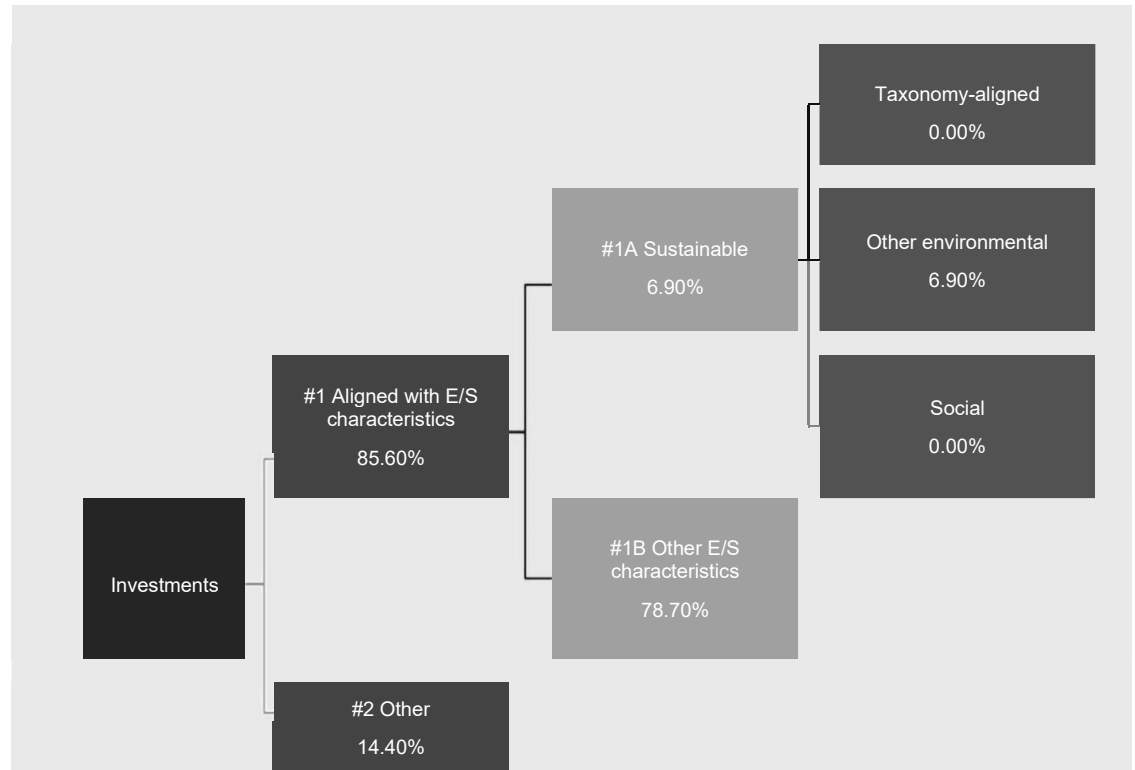 Taxonomy-aligned
0.00%
#1A Sustainable
6.90%
Other environmental
6.90%
#1 Aligned with E/S
characteristics
85.60%
Social
0.00%
Investments
#1B Other E/S
characteristics
78.70%
#2 Other
14.40%